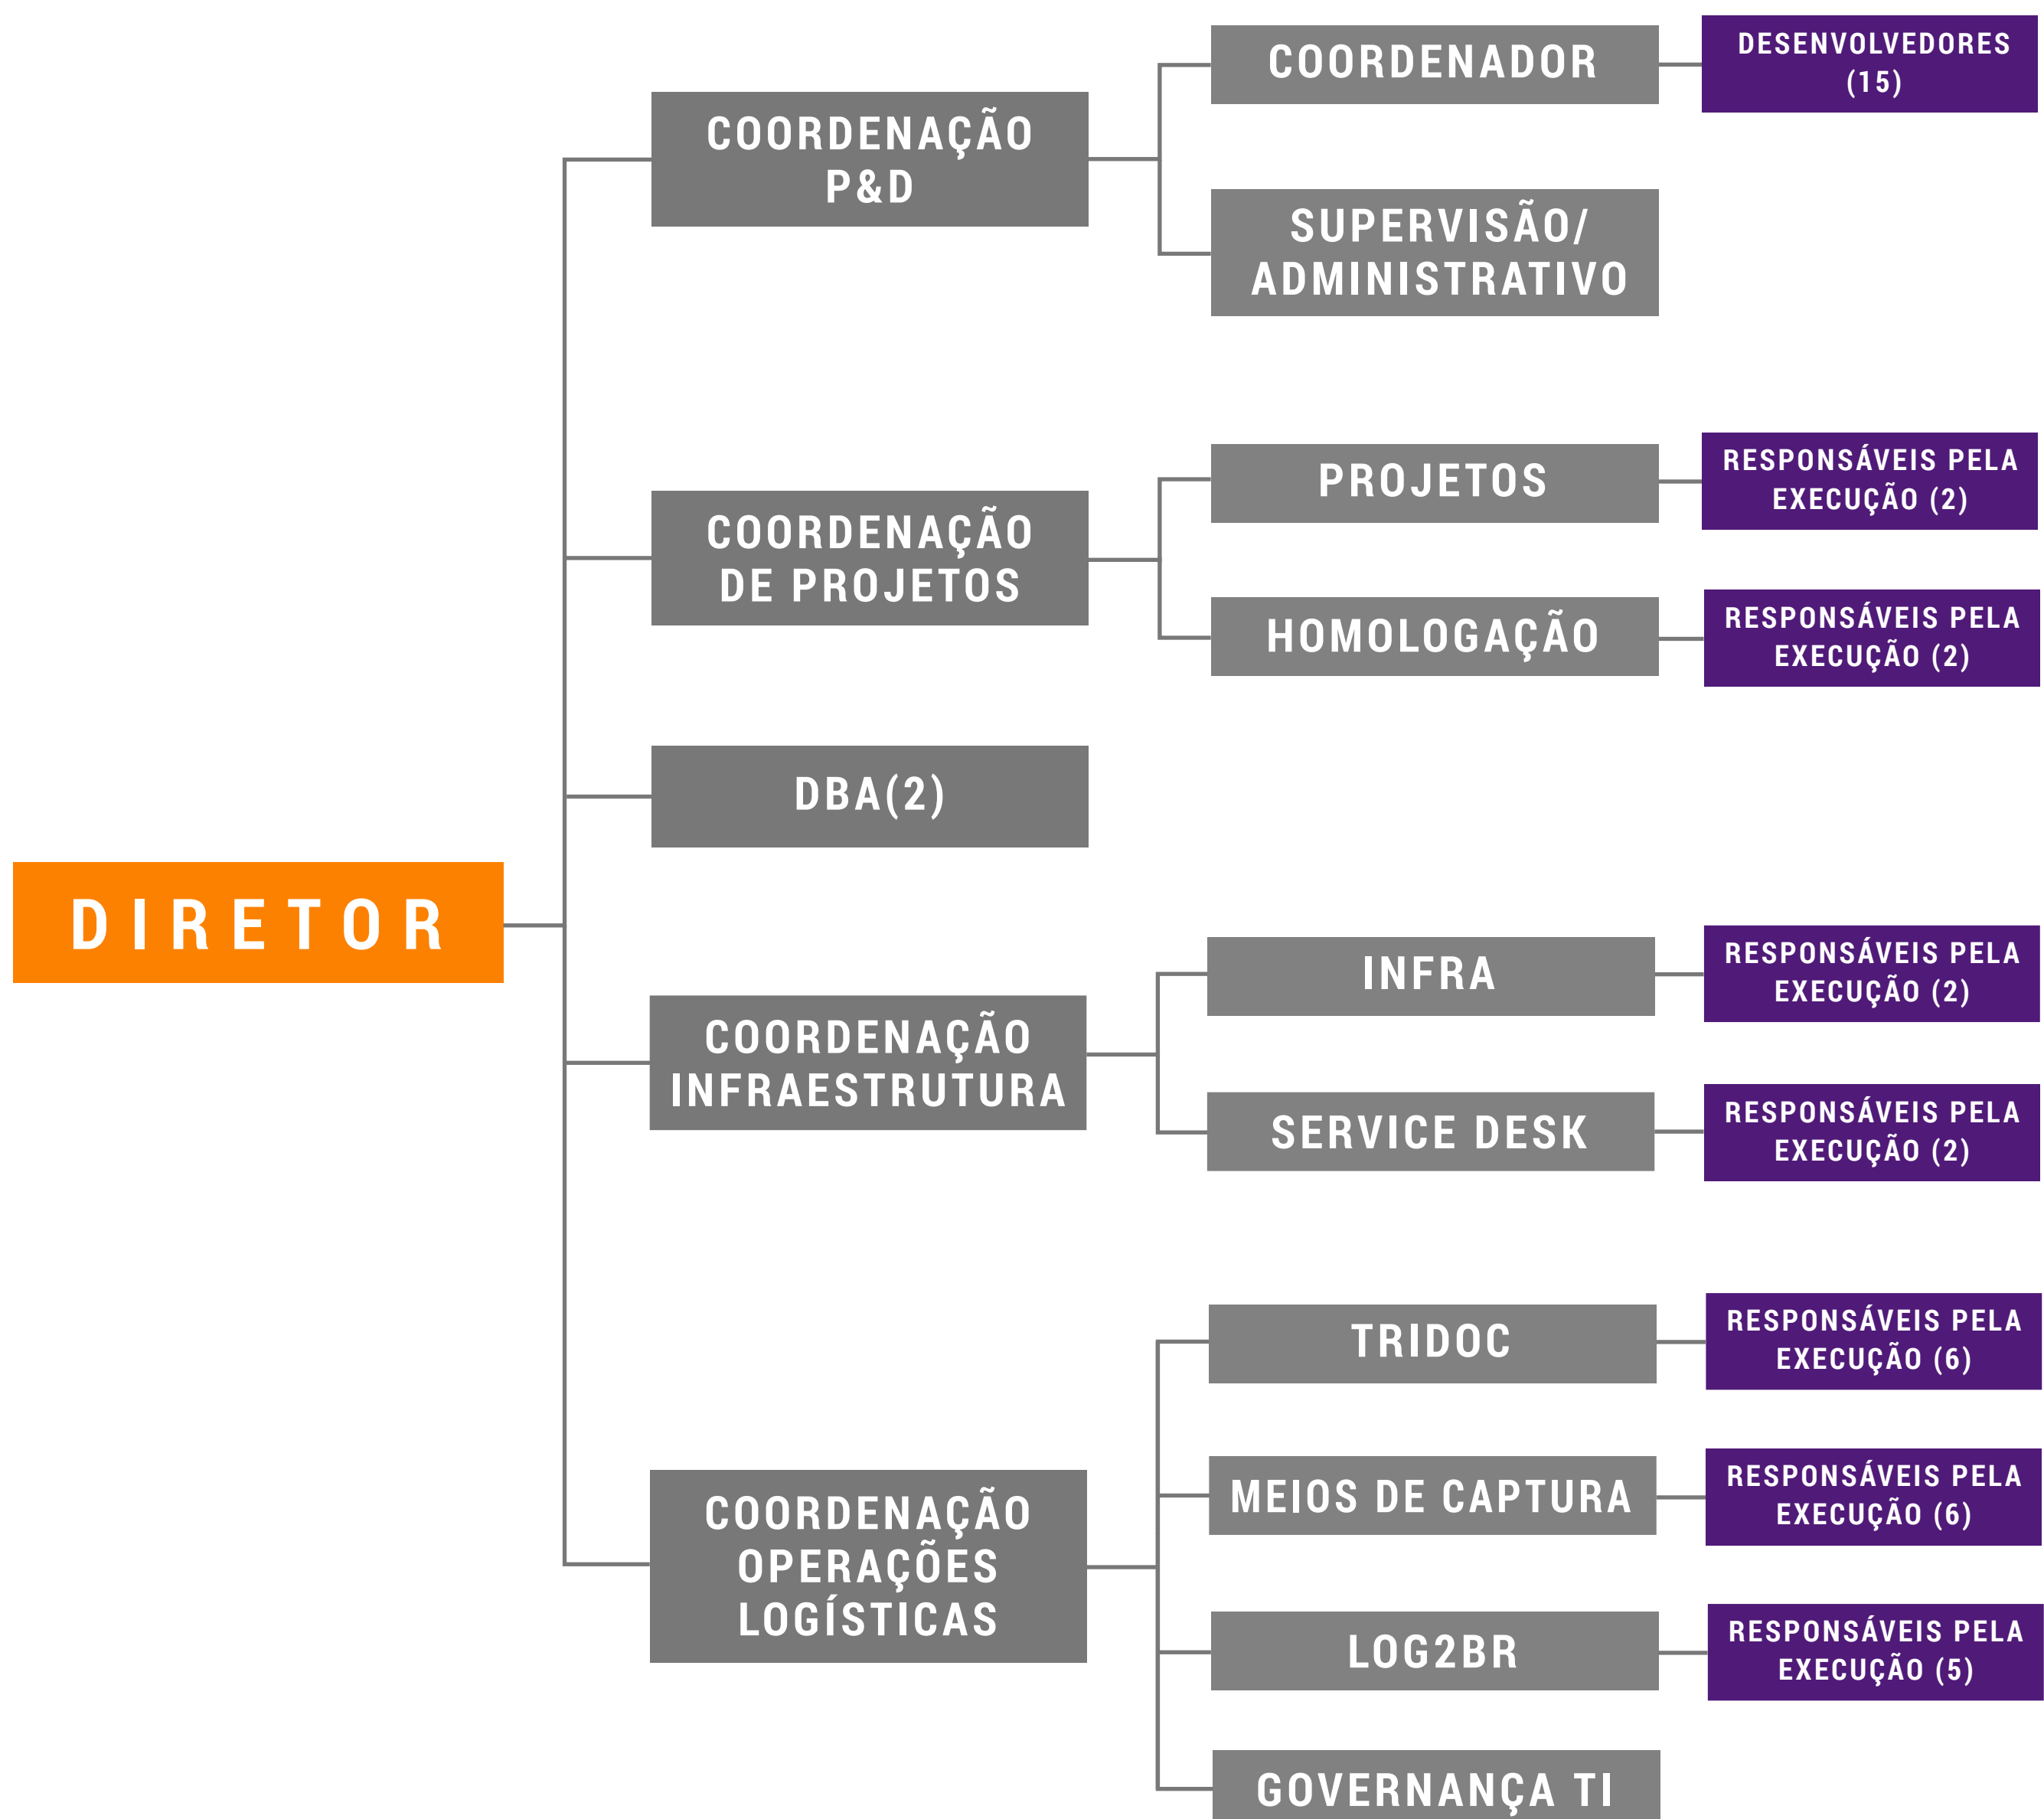 DIRETOR
COORDENAÇÃO
P&D
COORDENADOR
DESENVOLVEDORES
(15)
SUPERVISÃO/
ADMINISTRATIVO
COORDENAÇÃO
DE PROJETOS
PROJETOS
RESPONSÁVEIS PELA
EXECUÇÃO (2)
HOMOLOGAÇÃO
RESPONSÁVEIS PELA
EXECUÇÃO (2)
DBA(2)
COORDENAÇÃO
INFRAESTRUTURA
INFRA
RESPONSÁVEIS PELA
EXECUÇÃO (2)
SERVICE DESK
RESPONSÁVEIS PELA
EXECUÇÃO (2)
COORDENAÇÃO
OPERAÇÕES
LOGÍSTICAS
TRIDOC
RESPONSÁVEIS PELA
EXECUÇÃO (6)
MEIOS DE CAPTURA
RESPONSÁVEIS PELA
EXECUÇÃO (6)
LOG2BR
RESPONSÁVEIS PELA
EXECUÇÃO (5)
GOVERNANÇA TI